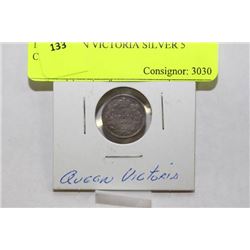 133 N VICTORIA SILVER 5
C
Consignor: 3030
Queen Victoria